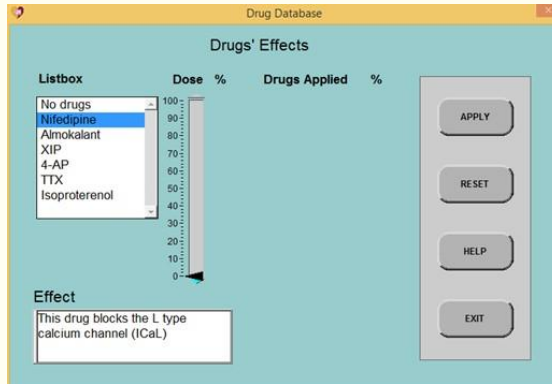 Drug Database
Drugs' Effects
Listbox Dose % Drugs Applied %
No drugs
Nifedipine
Almokalant
XIP
4-AP
TTX
Isoproterenol
100
90
80
70
60
50
40
30
20
10
0
APPLY
RESET
HELP
EXIT
Effect
This drug blocks the L type
calcium channel (ICaL)